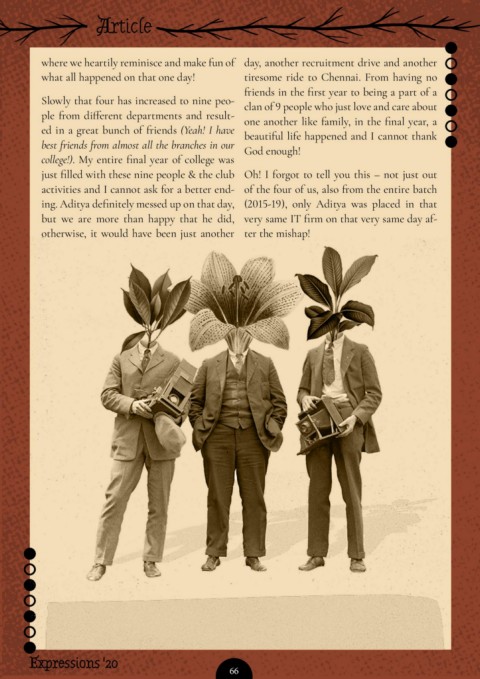 Article
where we heartily reminisce and make fun of
what all happened on that one day!
Slowly that four has increased to nine peo-
ple from different departments and result-
ed in a great bunch of friends (Yeah! I have
best friends from almost all the branches in our
college!). My entire final year of college was
just filled with these nine people & the club
activities and I cannot ask for a better end-
ing. Aditya definitely messed up on that day,
but we are more than happy that he did,
otherwise, it would have been just another
day, another recruitment drive and another
tiresome ride to Chennai. From having no
friends in the first year to being a part of a
clan of 9 people who just love and care about
one another like family, in the final year, a
beautiful life happened and I cannot thank
God enough!
Oh! I forgot to tell you this – not just out
of the four of us, also from the entire batch
(2015-19), only Aditya was placed in that
very same IT firm on that very same day af-
ter the mishap!
Expressions '20
66